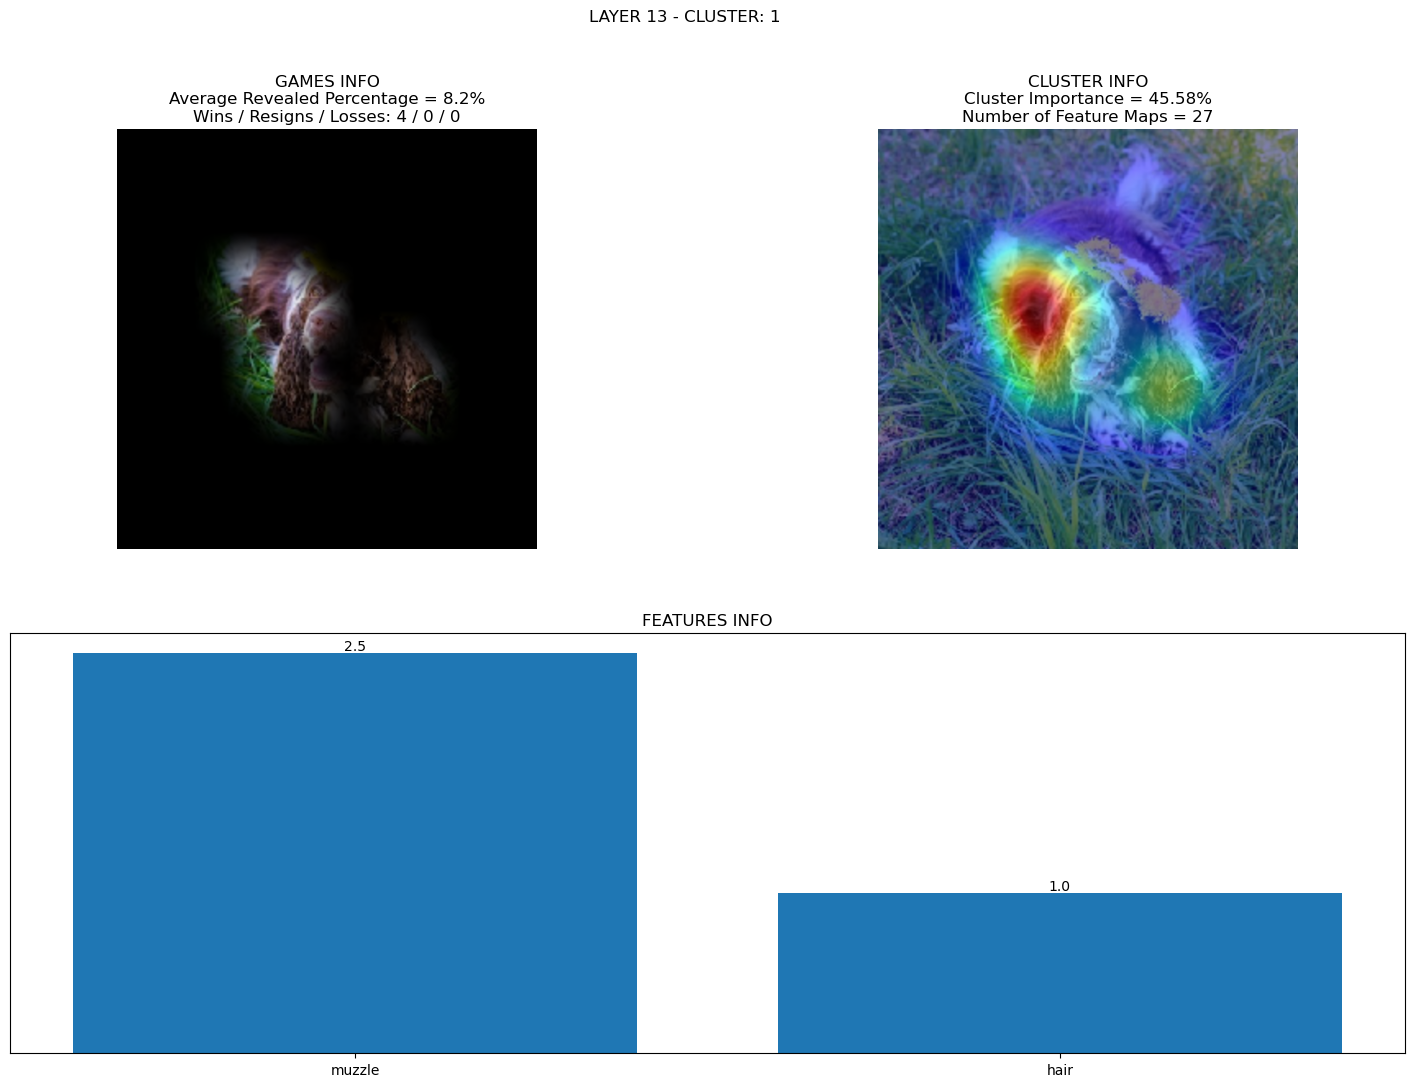 LAYER 13 - CLUSTER: 1
GAMES INFO
Average Revealed Percentage = 8.2%
Wins / Resigns / Losses: 4 / 0 / 0
CLUSTER INFO
Cluster Importance = 45.58%
Number of Feature Maps = 27
FEATURES INFO
2.5
1.0
muzzle
hair